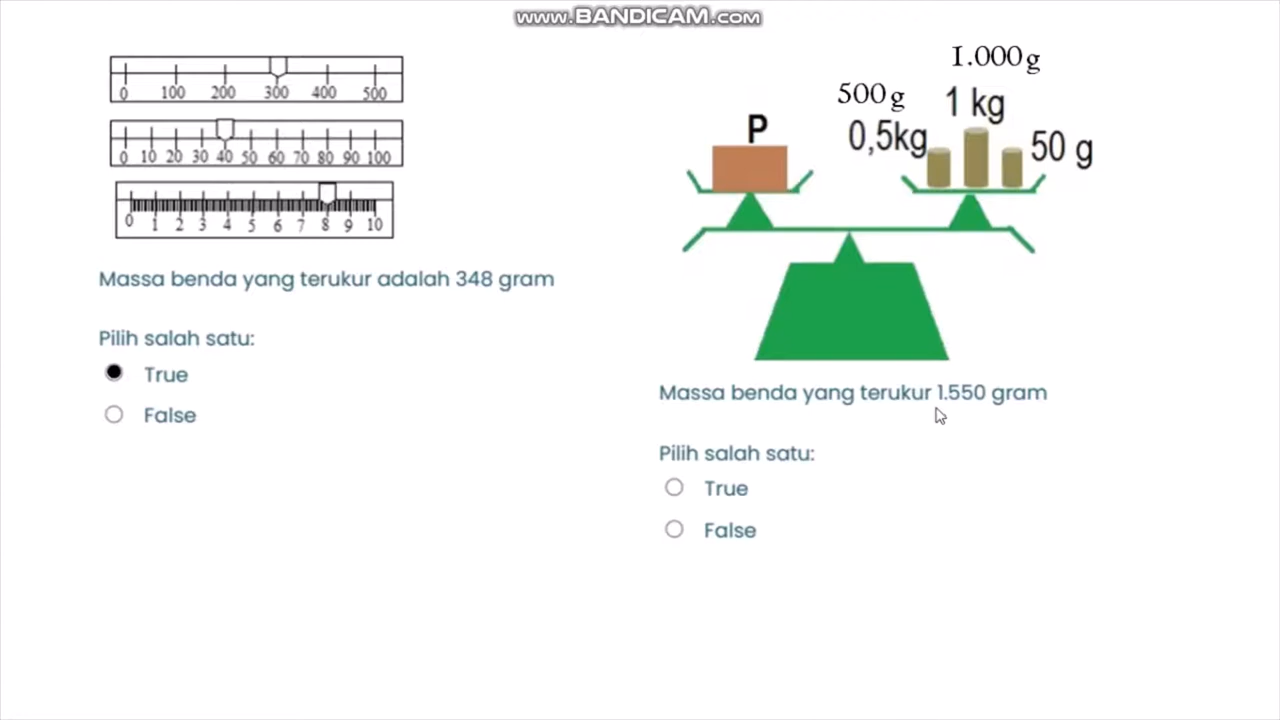 www.BANDICAM.com
0 100 200 300 400 500
0 10 20 30 40 50 60 70 80 90 100
0 1 2 3 4 5 6 7 8 9 10
Massa benda yang terukur adalah 348 gram
Pilih salah satu:
True
False
1.000 g
500 g
1 kg
P
0,5kg
50 g
Massa benda yang terukur 1.550 gram
Pilih salah satu:
True
False